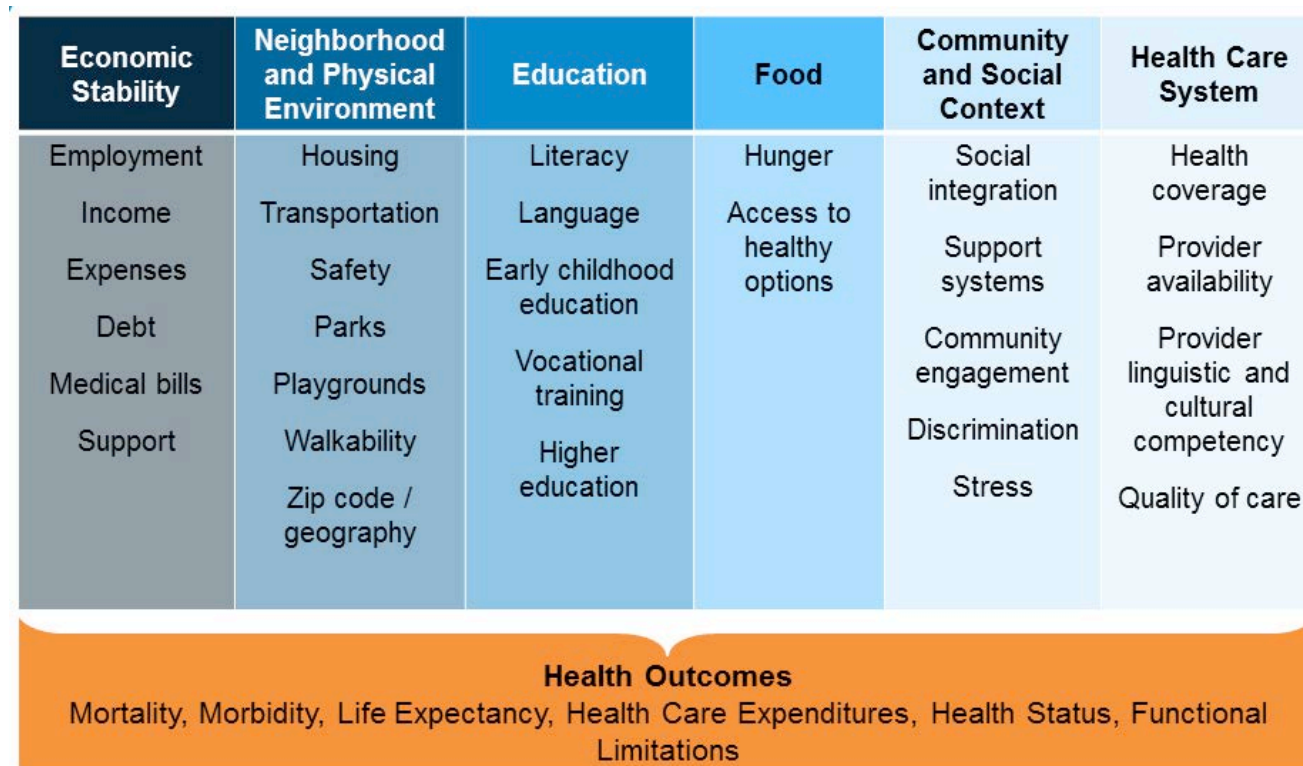 Economic
Stability
Neighborhood
and Physical
Environment
Education
Food
Community
and Social
Context
Health Care
System
Employment
Income
Expenses
Debt
Medical bills
Support
Housing
Transportation
Safety
Parks
Playgrounds
Walkability
Zip code /
geography
Literacy
Language
Early childhood
education
Vocational
training
Higher
education
Hunger
Access to
healthy
options
Social
integration
Support
systems
Community
engagement
Discrimination
Stress
Health
coverage
Provider
availability
Provider
linguistic and
cultural
competency
Quality of care
Health Outcomes
Mortality, Morbidity, Life Expectancy, Health Care Expenditures, Health Status, Functional
Limitations